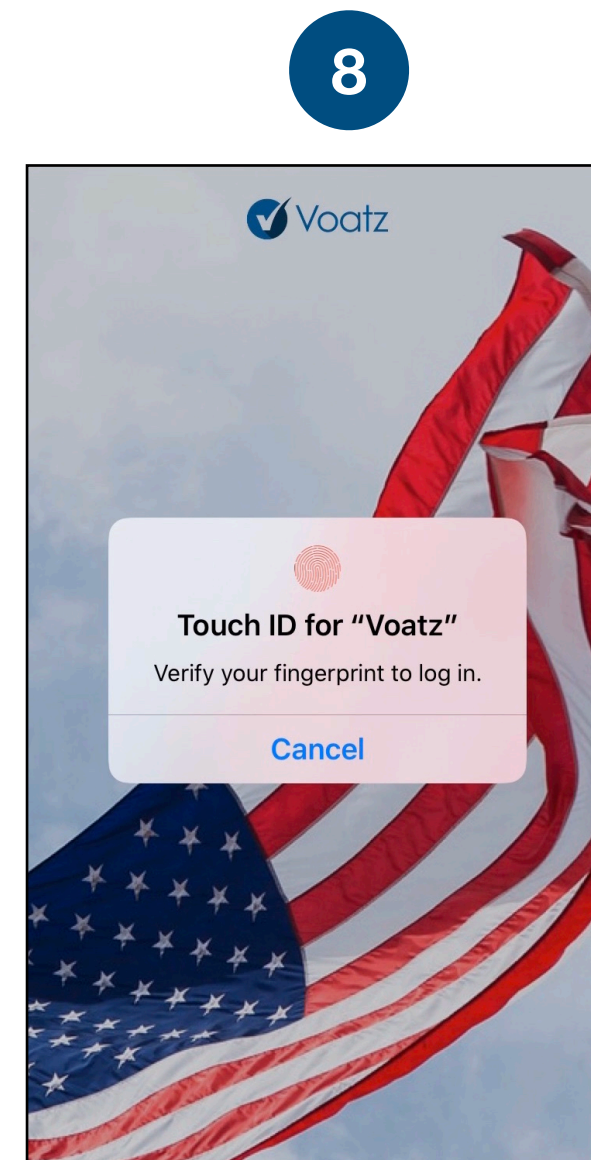 8
Voatz
Touch ID for “Voatz”
Verify your fingerprint to log in.
Cancel